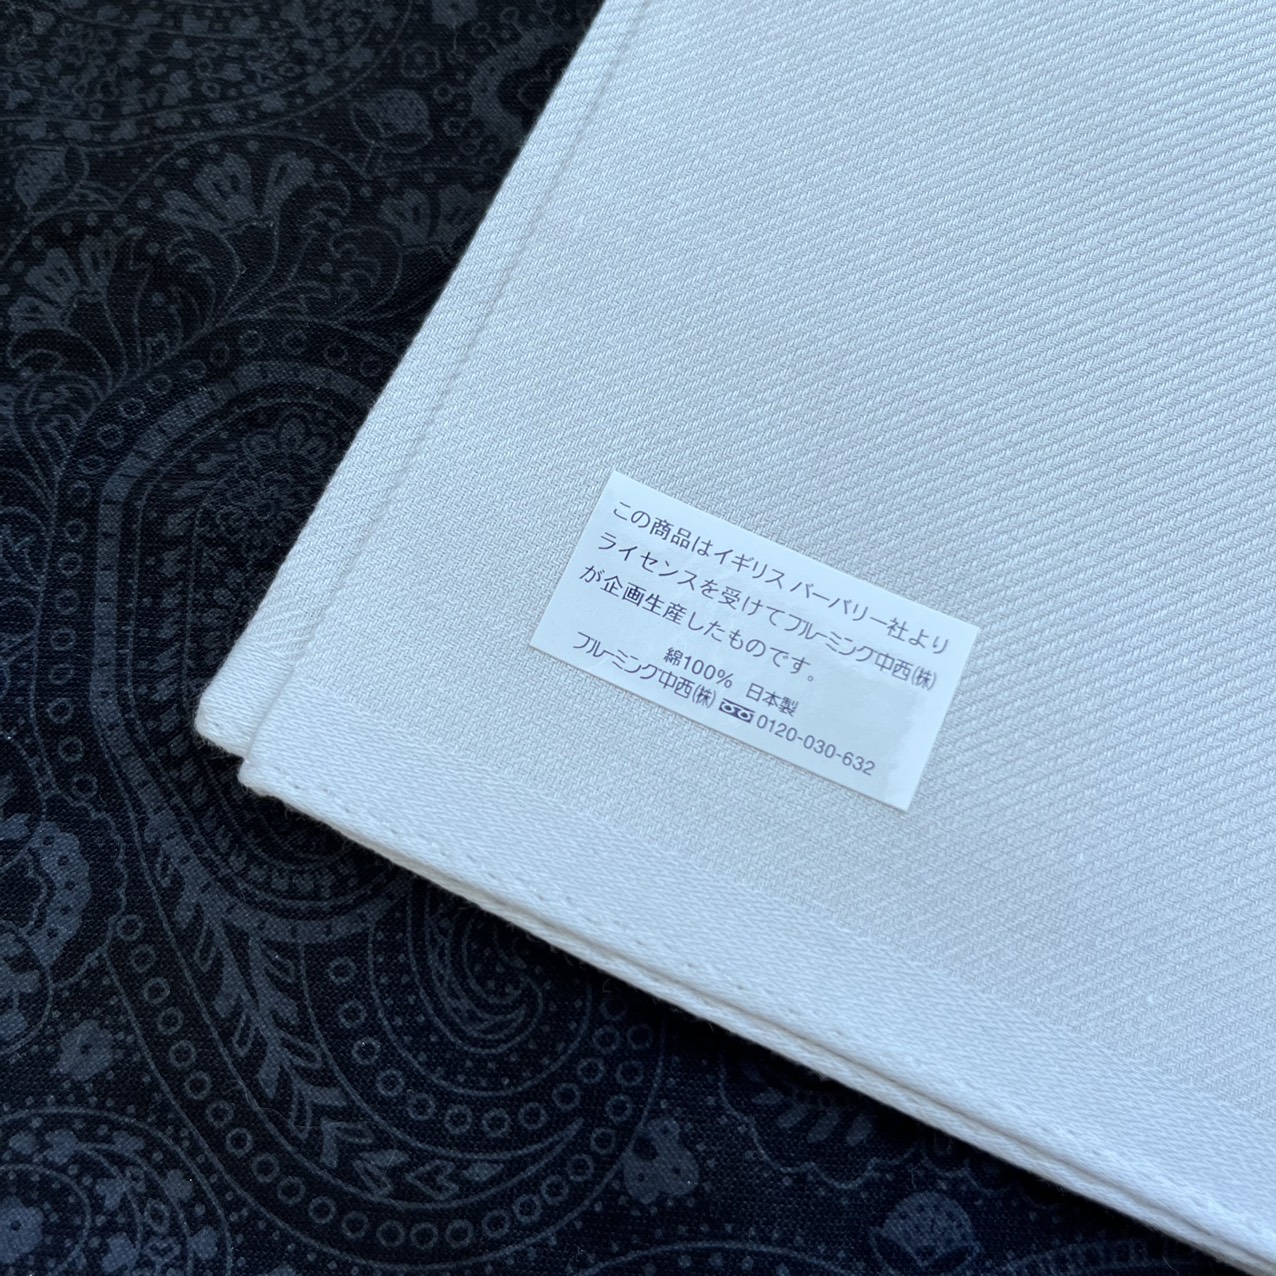 この商品はイギリス バーバリー社より
ライセンスを受けてブルーミング中西(株)
が企画生産したものです。
綿100% 日本製
ブルーミング中西(株) 0120-030-632